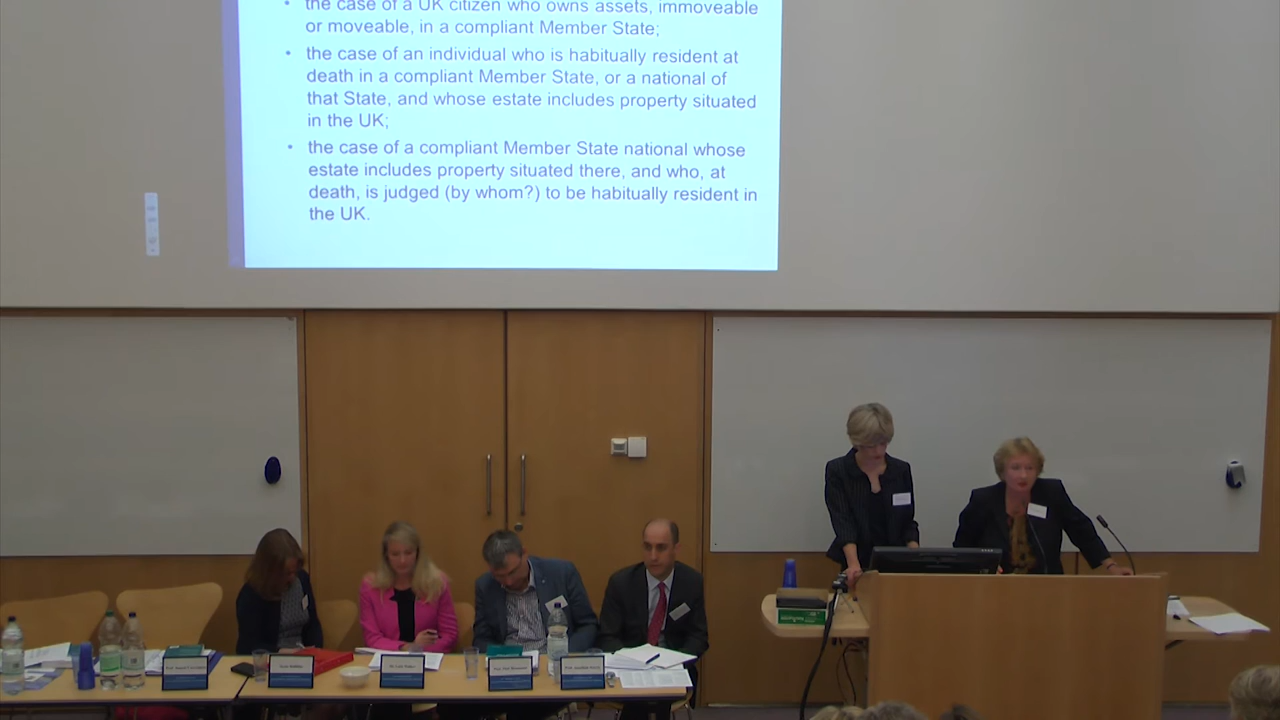 • the case of a UK citizen who owns assets, immoveable
or moveable, in a compliant Member State;
• the case of an individual who is habitually resident at
death in a compliant Member State, or a national of
that State, and whose estate includes property situated
in the UK;
• the case of a compliant Member State national whose
estate includes property situated there, and who, at
death, is judged (by whom?) to be habitually resident in
the UK.